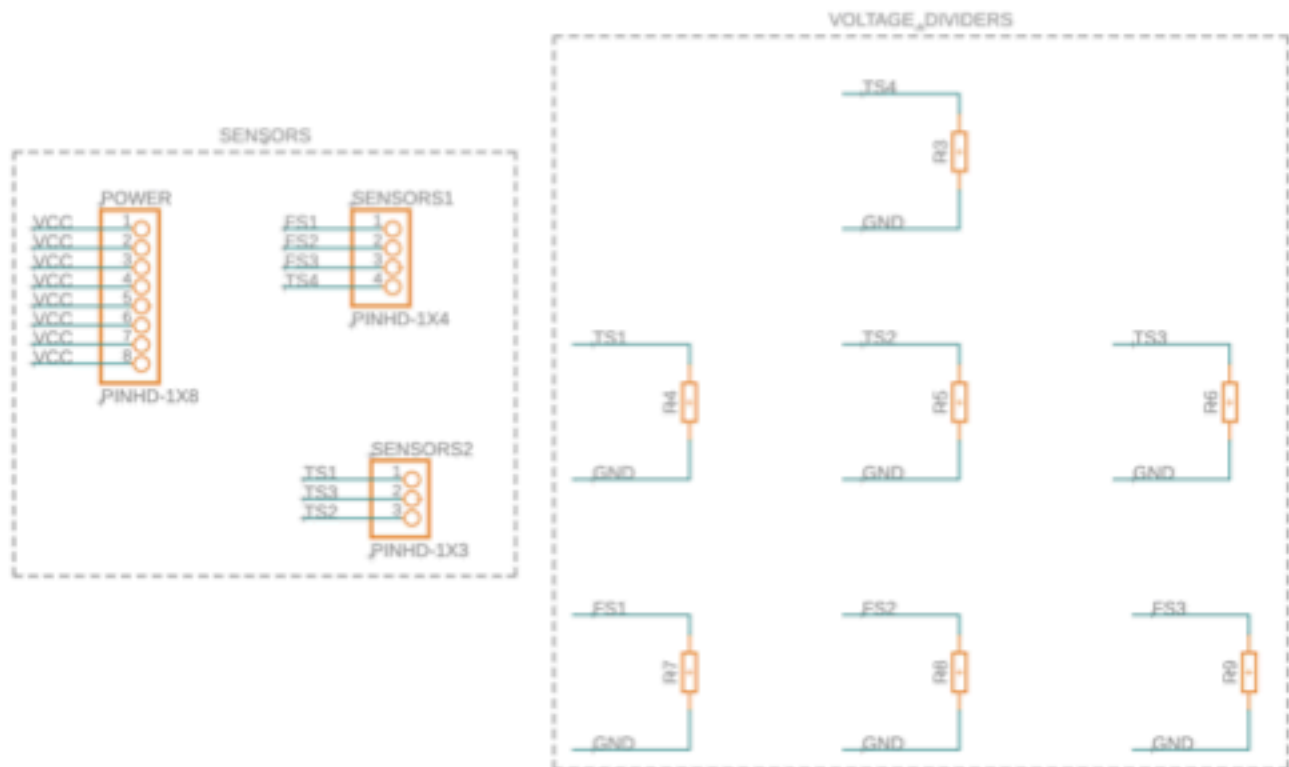 VOLTAGE_DIVIDERS
TS4
R3
GND
TS1
R4
GND
TS2
R5
GND
TS3
R6
GND
FS1
R7
GND
FS2
R8
GND
FS3
R9
GND
SENSORS
POWER
VCC 1
VCC 2
VCC 3
VCC 4
VCC 5
VCC 6
VCC 7
VCC 8
PINHD-1X8
SENSORS1
FS1 1
FS2 2
FS3 3
TS4 4
PINHD-1X4
SENSORS2
TS1 1
TS3 2
TS2 3
PINHD-1X3